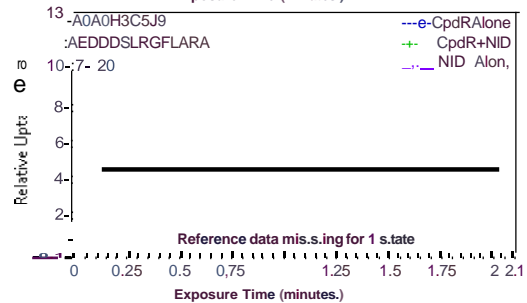 -A0A0H3C5J9
:AEDDDSLRGFLARA
:7- 20
---e-CpdRAlone
CpdR+NID
NID Alon,
Relative Upta
13
10-
8-
6-
4-
2-
Reference data mis.s.ing for 1 s.tate
0 0.25 0.5 0,75 1.25 1.5 1.75 2 2.1
Exposure Time (minutes.)